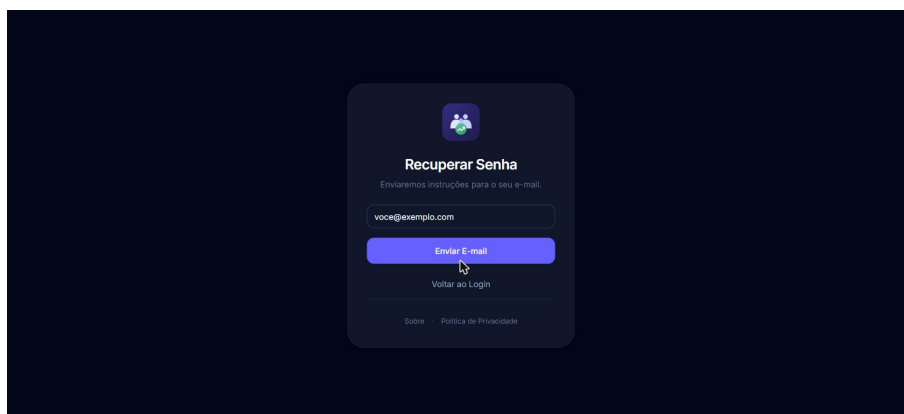 Recuperar Senha
Enviaremos instruções para o seu e-mail.
voce@exemplo.com
Enviar E-mail
Voltar ao Login
Sobre · Política de Privacidade